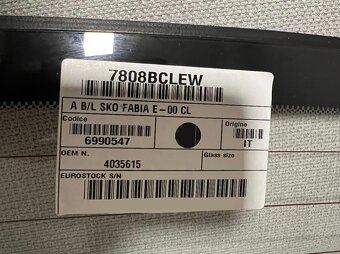 7808BCLEW
A B/L SKO FABIA E-00 CL
Codice
6990547
Origine
IT
OEM N.
4035615
Glass size
EUROSTOCK S/N